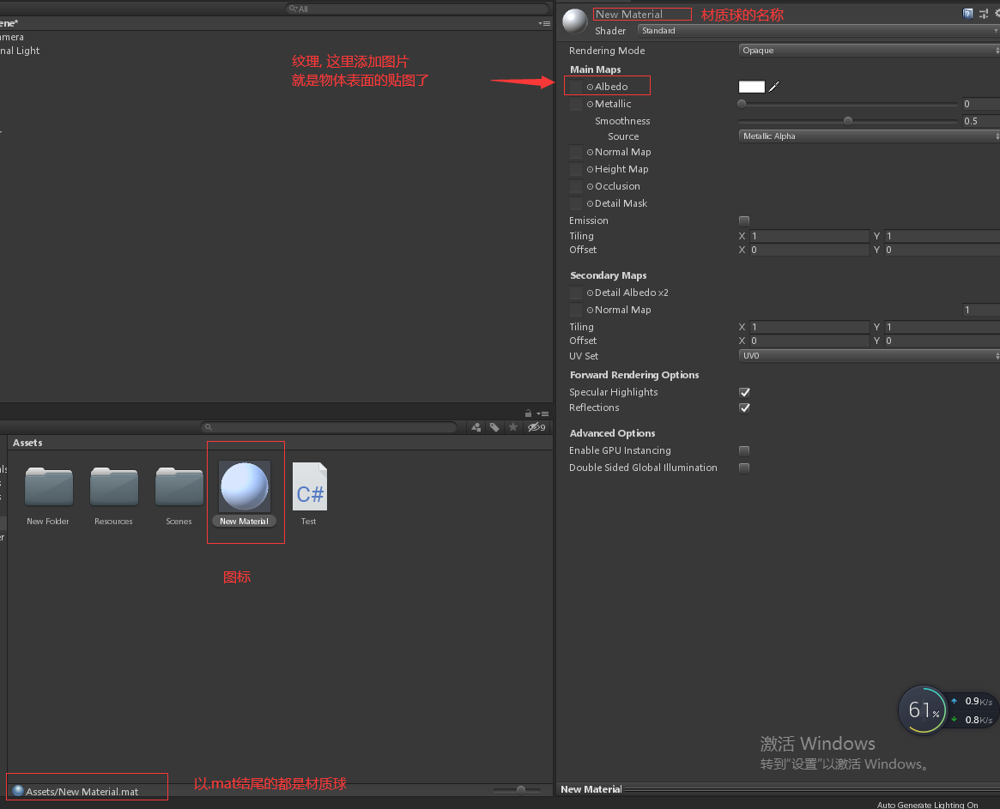 All
ene*
amera
nal Light
纹理, 这里添加图片
就是物体表面的贴图了
New Material
材质球的名称
Shader Standard
Rendering Mode Opaque
Main Maps
Albedo
Metallic 0
Smoothness 0.5
Source Metallic Alpha
Normal Map
Height Map
Occlusion
Detail Mask
Emission
Tiling X 1 Y 1
Offset X 0 Y 0
Secondary Maps
Detail Albedo x2
Normal Map 1
Tiling X 1 Y 1
Offset X 0 Y 0
UV Set UV0
Forward Rendering Options
Specular Highlights
Reflections
Advanced Options
Enable GPU Instancing
Double Sided Global Illumination
9
Assets
C#
New Folder Resources Scenes New Material Test
图标
Assets/New Material.mat
以.mat结尾的都是材质球
61%
0.9K/s
0.8K/s
激活 Windows
转到“设置”以激活 Windows。
New Material
Auto Generate Lighting On